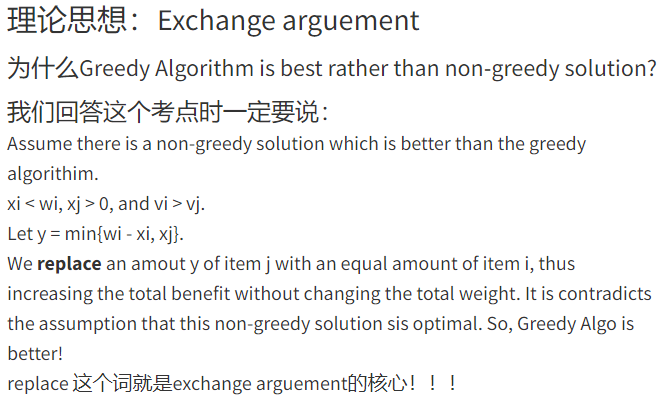 理论思想：Exchange arguement
为什么Greedy Algorithm is best rather than non-greedy solution?
我们回答这个考点时一定要说：
Assume there is a non-greedy solution which is better than the greedy
algorithim.
xi < wi, xj > 0, and vi > vj.
Let y = min{wi - xi, xj}.
We replace an amout y of item j with an equal amount of item i, thus
increasing the total benefit without changing the total weight. It is contradicts
the assumption that this non-greedy solution sis optimal. So, Greedy Algo is
better!
replace 这个词就是exchange arguement的核心！！！